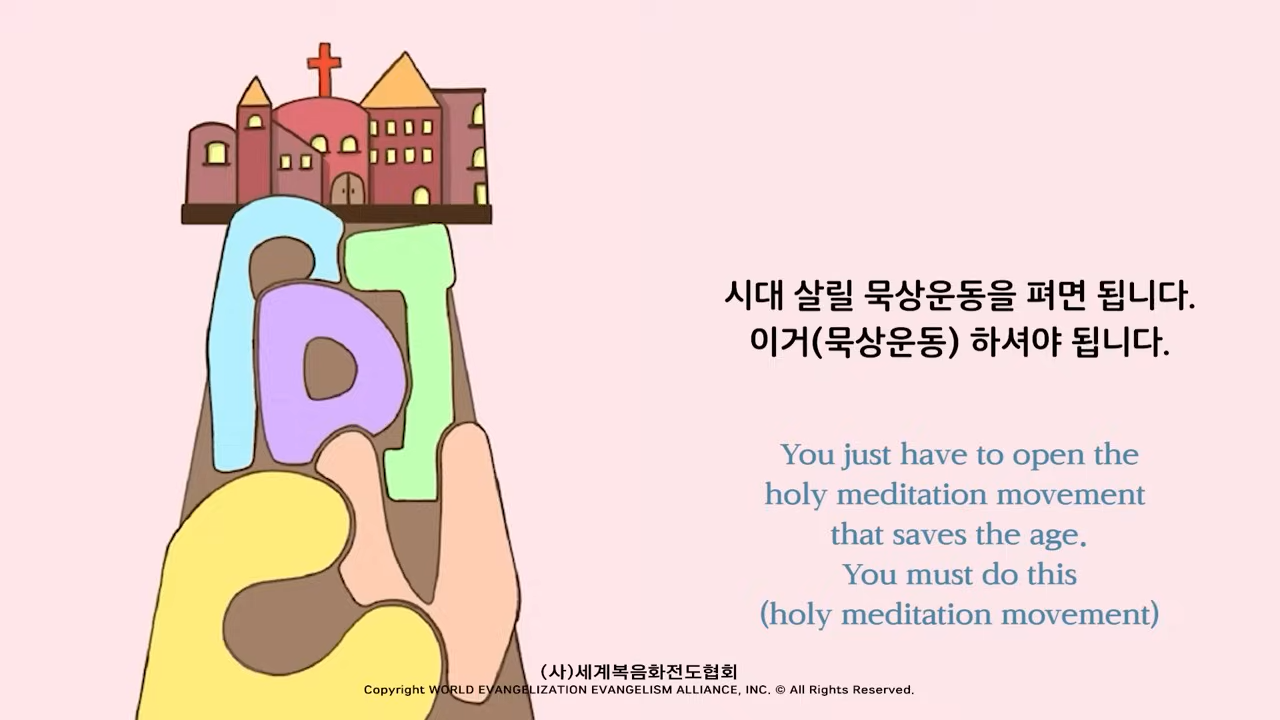 시대 살릴 묵상운동을 펴면 됩니다.
이거(묵상운동) 하셔야 됩니다.
You just have to open the
holy meditation movement
that saves the age.
You must do this
(holy meditation movement)
(사)세계복음화전도협회
Copyright WORLD EVANGELIZATION EVANGELISM ALLIANCE, INC. © All Rights Reserved.